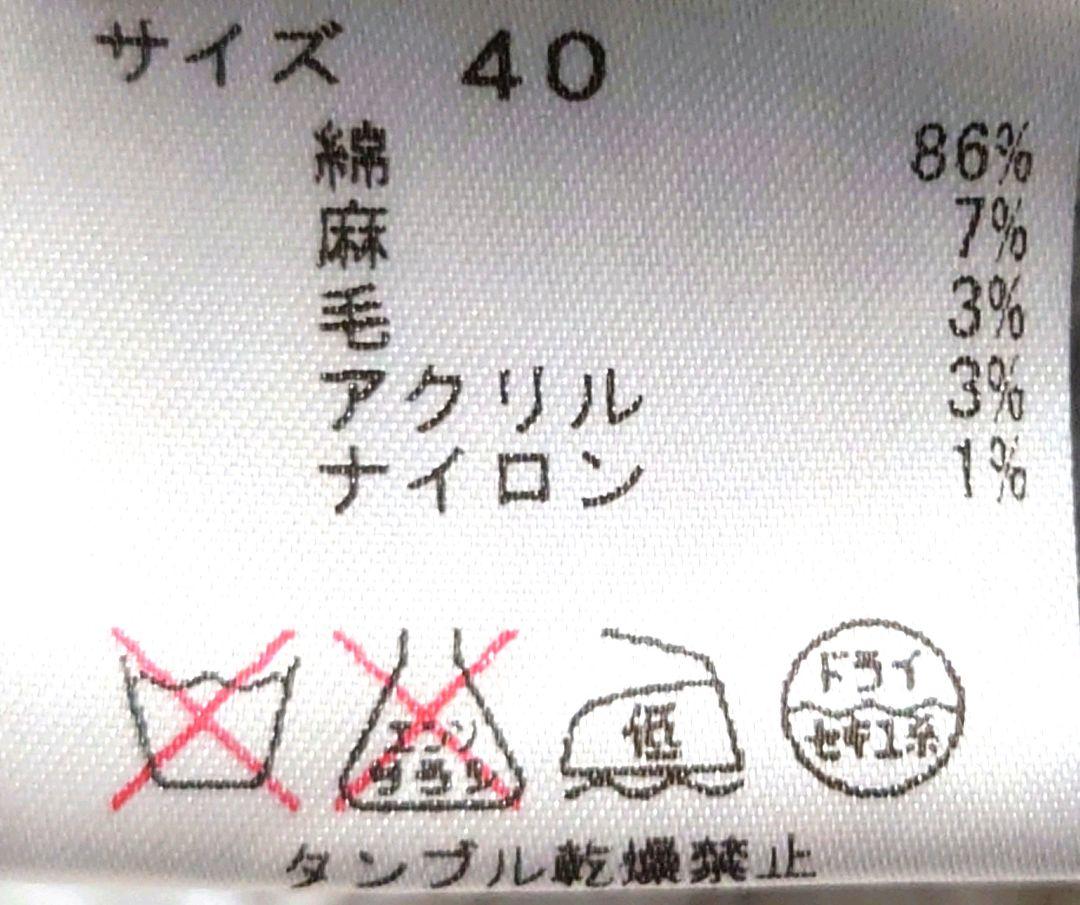 サイズ 40
綿 86%
麻 7%
毛 3%
アクリル 3%
ナイロン 1%
エンソサラシ
低
ドライ
セキユ系
タンブル乾燥禁止